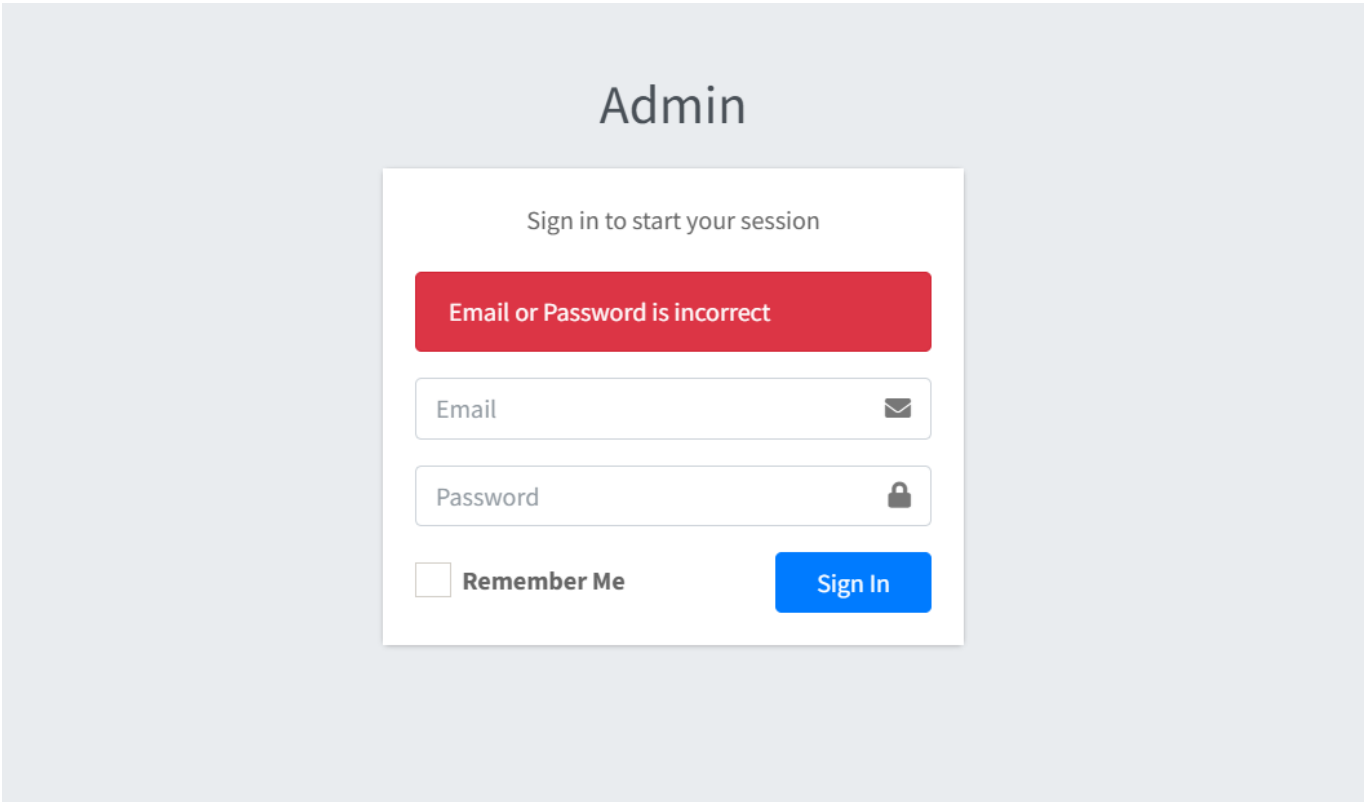 Admin
Sign in to start your session
Email or Password is incorrect
Email
Password
Remember Me
Sign In